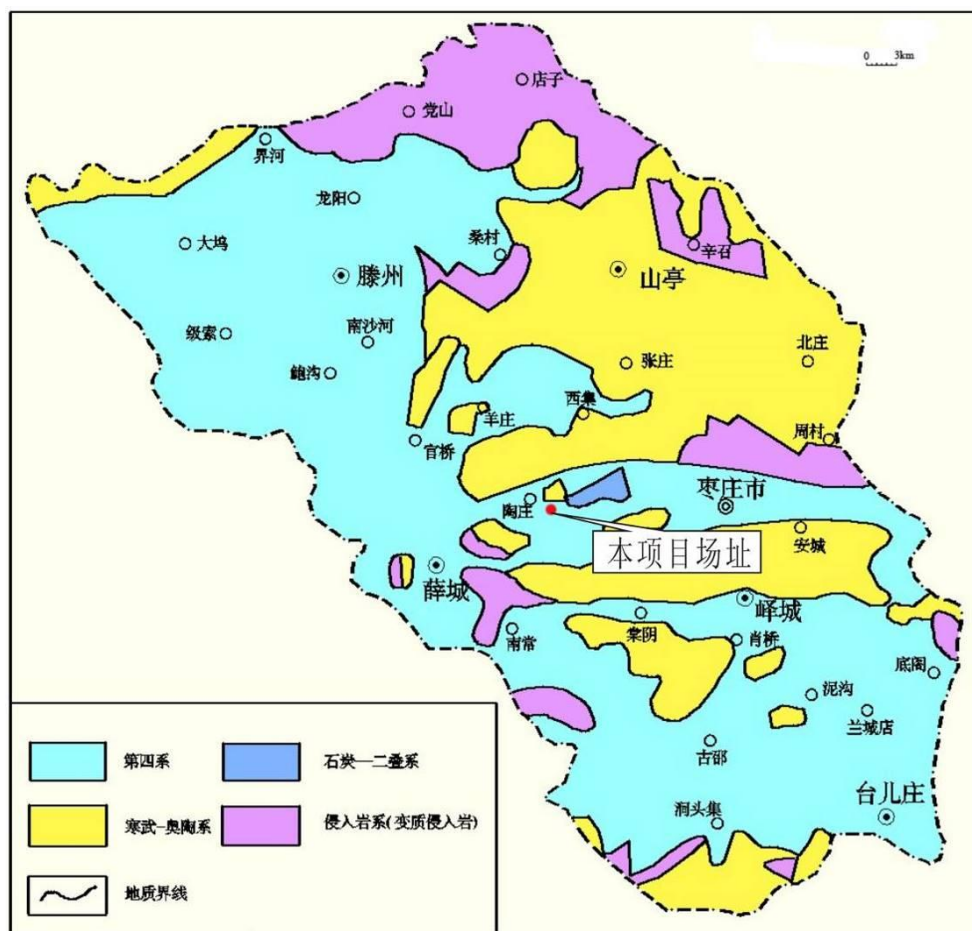 0 3km
店子
党山
界河
龙阳
大坞
桑村
辛召
滕州
山亭
级索
南沙河
北庄
张庄
鲍沟
西集
羊庄
官桥
周村
枣庄市
陶庄
安城
本项目场址
薛城
峄城
棠阴
南常
肖桥
底阁
泥沟
兰城店
古邵
台儿庄
涧头集
第四系
石炭—二叠系
寒武-奥陶系
侵入岩系(变质侵入岩)
地质界线